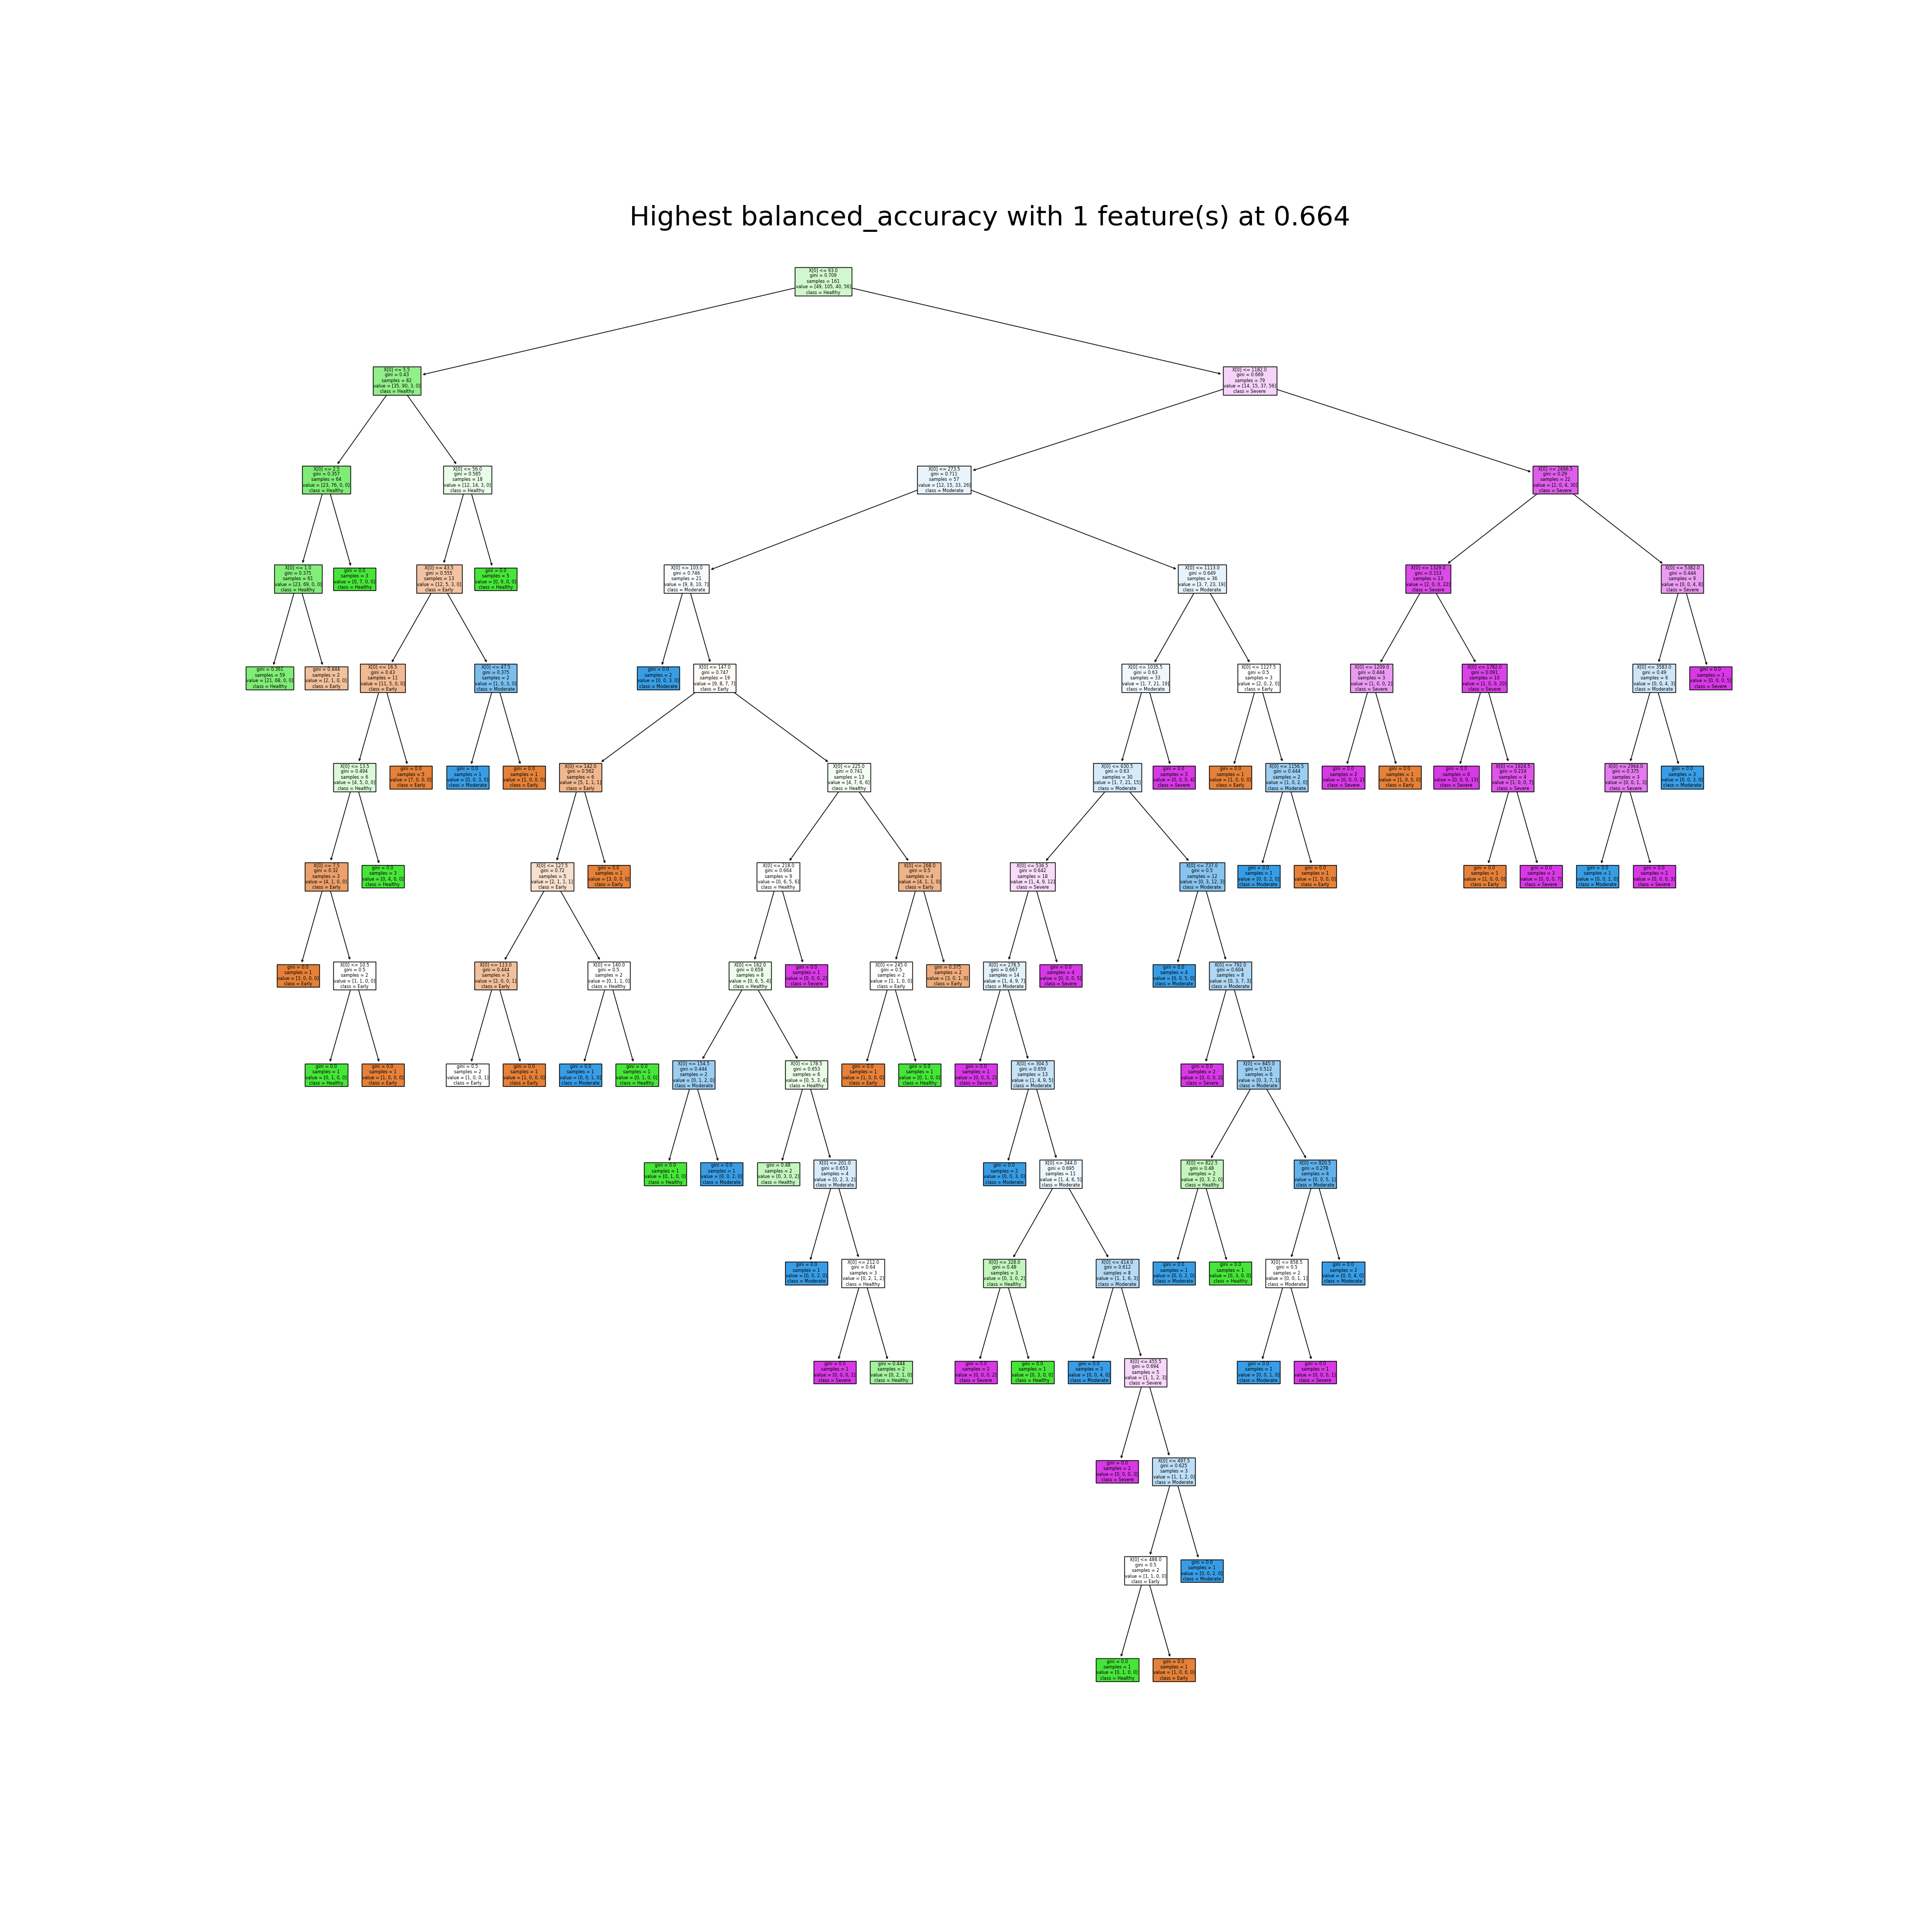 Highest balanced_accuracy with 1 feature(s) at 0.664
X[0] <= 93.0
gini = 0.709
samples = 161
value = [49, 105, 40, 56]
class = Healthy
X[0] <= 5.5
gini = 0.43
samples = 82
value = [35, 90, 3, 0]
class = Healthy
X[0] <= 1182.0
gini = 0.669
samples = 79
value = [14, 15, 37, 56]
class = Severe
X[0] <= 2.5
gini = 0.357
samples = 64
value = [23, 76, 0, 0]
class = Healthy
X[0] <= 56.0
gini = 0.585
samples = 18
value = [12, 14, 3, 0]
class = Healthy
X[0] <= 273.5
gini = 0.711
samples = 57
value = [12, 15, 33, 26]
class = Moderate
X[0] <= 2696.5
gini = 0.29
samples = 22
value = [2, 0, 4, 30]
class = Severe
X[0] <= 1.0
gini = 0.375
samples = 61
value = [23, 69, 0, 0]
class = Healthy
gini = 0.0
samples = 3
value = [0, 7, 0, 0]
class = Healthy
X[0] <= 43.5
gini = 0.555
samples = 13
value = [12, 5, 3, 0]
class = Early
gini = 0.0
samples = 5
value = [0, 9, 0, 0]
class = Healthy
X[0] <= 103.0
gini = 0.746
samples = 21
value = [9, 8, 10, 7]
class = Moderate
X[0] <= 1113.0
gini = 0.649
samples = 36
value = [3, 7, 23, 19]
class = Moderate
X[0] <= 1329.0
gini = 0.153
samples = 13
value = [2, 0, 0, 22]
class = Severe
X[0] <= 5382.0
gini = 0.444
samples = 9
value = [0, 0, 4, 8]
class = Severe
gini = 0.361
samples = 59
value = [21, 68, 0, 0]
class = Healthy
gini = 0.444
samples = 2
value = [2, 1, 0, 0]
class = Early
X[0] <= 16.5
gini = 0.43
samples = 11
value = [11, 5, 0, 0]
class = Early
X[0] <= 47.5
gini = 0.375
samples = 2
value = [1, 0, 3, 0]
class = Moderate
gini = 0.0
samples = 2
value = [0, 0, 3, 0]
class = Moderate
X[0] <= 147.0
gini = 0.747
samples = 19
value = [9, 8, 7, 7]
class = Early
X[0] <= 1035.5
gini = 0.63
samples = 33
value = [1, 7, 21, 19]
class = Moderate
X[0] <= 1127.5
gini = 0.5
samples = 3
value = [2, 0, 2, 0]
class = Early
X[0] <= 1209.0
gini = 0.444
samples = 3
value = [1, 0, 0, 2]
class = Severe
X[0] <= 1782.0
gini = 0.091
samples = 10
value = [1, 0, 0, 20]
class = Severe
X[0] <= 3583.0
gini = 0.49
samples = 6
value = [0, 0, 4, 3]
class = Moderate
gini = 0.0
samples = 3
value = [0, 0, 0, 5]
class = Severe
X[0] <= 13.5
gini = 0.494
samples = 6
value = [4, 5, 0, 0]
class = Healthy
gini = 0.0
samples = 5
value = [7, 0, 0, 0]
class = Early
gini = 0.0
samples = 1
value = [0, 0, 3, 0]
class = Moderate
gini = 0.0
samples = 1
value = [1, 0, 0, 0]
class = Early
X[0] <= 142.0
gini = 0.562
samples = 6
value = [5, 1, 1, 1]
class = Early
X[0] <= 225.0
gini = 0.741
samples = 13
value = [4, 7, 6, 6]
class = Healthy
X[0] <= 630.5
gini = 0.63
samples = 30
value = [1, 7, 21, 15]
class = Moderate
gini = 0.0
samples = 3
value = [0, 0, 0, 4]
class = Severe
gini = 0.0
samples = 1
value = [1, 0, 0, 0]
class = Early
X[0] <= 1156.5
gini = 0.444
samples = 2
value = [1, 0, 2, 0]
class = Moderate
gini = 0.0
samples = 2
value = [0, 0, 0, 2]
class = Severe
gini = 0.0
samples = 1
value = [1, 0, 0, 0]
class = Early
gini = 0.0
samples = 6
value = [0, 0, 0, 13]
class = Severe
X[0] <= 1924.5
gini = 0.219
samples = 4
value = [1, 0, 0, 7]
class = Severe
X[0] <= 2964.0
gini = 0.375
samples = 3
value = [0, 0, 1, 3]
class = Severe
gini = 0.0
samples = 3
value = [0, 0, 3, 0]
class = Moderate
X[0] <= 7.5
gini = 0.32
samples = 3
value = [4, 1, 0, 0]
class = Early
gini = 0.0
samples = 3
value = [0, 4, 0, 0]
class = Healthy
X[0] <= 127.5
gini = 0.72
samples = 5
value = [2, 1, 1, 1]
class = Early
gini = 0.0
samples = 1
value = [3, 0, 0, 0]
class = Early
X[0] <= 218.0
gini = 0.664
samples = 9
value = [0, 6, 5, 6]
class = Healthy
X[0] <= 268.0
gini = 0.5
samples = 4
value = [4, 1, 1, 0]
class = Early
X[0] <= 536.5
gini = 0.642
samples = 18
value = [1, 4, 9, 12]
class = Severe
X[0] <= 737.0
gini = 0.5
samples = 12
value = [0, 3, 12, 3]
class = Moderate
gini = 0.0
samples = 1
value = [0, 0, 2, 0]
class = Moderate
gini = 0.0
samples = 1
value = [1, 0, 0, 0]
class = Early
gini = 0.0
samples = 1
value = [1, 0, 0, 0]
class = Early
gini = 0.0
samples = 3
value = [0, 0, 0, 7]
class = Severe
gini = 0.0
samples = 1
value = [0, 0, 1, 0]
class = Moderate
gini = 0.0
samples = 2
value = [0, 0, 0, 3]
class = Severe
gini = 0.0
samples = 1
value = [3, 0, 0, 0]
class = Early
X[0] <= 10.5
gini = 0.5
samples = 2
value = [1, 1, 0, 0]
class = Early
X[0] <= 113.0
gini = 0.444
samples = 3
value = [2, 0, 0, 1]
class = Early
X[0] <= 140.0
gini = 0.5
samples = 2
value = [0, 1, 1, 0]
class = Healthy
X[0] <= 162.0
gini = 0.658
samples = 8
value = [0, 6, 5, 4]
class = Healthy
gini = 0.0
samples = 1
value = [0, 0, 0, 2]
class = Severe
X[0] <= 245.0
gini = 0.5
samples = 2
value = [1, 1, 0, 0]
class = Early
gini = 0.375
samples = 2
value = [3, 0, 1, 0]
class = Early
X[0] <= 278.5
gini = 0.667
samples = 14
value = [1, 4, 9, 7]
class = Moderate
gini = 0.0
samples = 4
value = [0, 0, 0, 5]
class = Severe
gini = 0.0
samples = 4
value = [0, 0, 5, 0]
class = Moderate
X[0] <= 792.0
gini = 0.604
samples = 8
value = [0, 3, 7, 3]
class = Moderate
gini = 0.0
samples = 1
value = [0, 1, 0, 0]
class = Healthy
gini = 0.0
samples = 1
value = [1, 0, 0, 0]
class = Early
gini = 0.5
samples = 2
value = [1, 0, 0, 1]
class = Early
gini = 0.0
samples = 1
value = [1, 0, 0, 0]
class = Early
gini = 0.0
samples = 1
value = [0, 0, 1, 0]
class = Moderate
gini = 0.0
samples = 1
value = [0, 1, 0, 0]
class = Healthy
X[0] <= 154.5
gini = 0.444
samples = 2
value = [0, 1, 2, 0]
class = Moderate
X[0] <= 178.5
gini = 0.653
samples = 6
value = [0, 5, 3, 4]
class = Healthy
gini = 0.0
samples = 1
value = [1, 0, 0, 0]
class = Early
gini = 0.0
samples = 1
value = [0, 1, 0, 0]
class = Healthy
gini = 0.0
samples = 1
value = [0, 0, 0, 2]
class = Severe
X[0] <= 304.5
gini = 0.659
samples = 13
value = [1, 4, 9, 5]
class = Moderate
gini = 0.0
samples = 2
value = [0, 0, 0, 2]
class = Severe
X[0] <= 845.0
gini = 0.512
samples = 6
value = [0, 3, 7, 1]
class = Moderate
gini = 0.0
samples = 1
value = [0, 1, 0, 0]
class = Healthy
gini = 0.0
samples = 1
value = [0, 0, 2, 0]
class = Moderate
gini = 0.48
samples = 2
value = [0, 3, 0, 2]
class = Healthy
X[0] <= 201.0
gini = 0.653
samples = 4
value = [0, 2, 3, 2]
class = Moderate
gini = 0.0
samples = 2
value = [0, 0, 3, 0]
class = Moderate
X[0] <= 344.0
gini = 0.695
samples = 11
value = [1, 4, 6, 5]
class = Moderate
X[0] <= 822.5
gini = 0.48
samples = 2
value = [0, 3, 2, 0]
class = Healthy
X[0] <= 920.5
gini = 0.278
samples = 4
value = [0, 0, 5, 1]
class = Moderate
gini = 0.0
samples = 1
value = [0, 0, 2, 0]
class = Moderate
X[0] <= 212.0
gini = 0.64
samples = 3
value = [0, 2, 1, 2]
class = Healthy
X[0] <= 328.0
gini = 0.48
samples = 3
value = [0, 3, 0, 2]
class = Healthy
X[0] <= 414.0
gini = 0.612
samples = 8
value = [1, 1, 6, 3]
class = Moderate
gini = 0.0
samples = 1
value = [0, 0, 2, 0]
class = Moderate
gini = 0.0
samples = 1
value = [0, 3, 0, 0]
class = Healthy
X[0] <= 858.5
gini = 0.5
samples = 2
value = [0, 0, 1, 1]
class = Moderate
gini = 0.0
samples = 2
value = [0, 0, 4, 0]
class = Moderate
gini = 0.0
samples = 1
value = [0, 0, 0, 2]
class = Severe
gini = 0.444
samples = 2
value = [0, 2, 1, 0]
class = Healthy
gini = 0.0
samples = 2
value = [0, 0, 0, 2]
class = Severe
gini = 0.0
samples = 1
value = [0, 3, 0, 0]
class = Healthy
gini = 0.0
samples = 3
value = [0, 0, 4, 0]
class = Moderate
X[0] <= 455.5
gini = 0.694
samples = 5
value = [1, 1, 2, 3]
class = Severe
gini = 0.0
samples = 1
value = [0, 0, 1, 0]
class = Moderate
gini = 0.0
samples = 1
value = [0, 0, 0, 1]
class = Severe
gini = 0.0
samples = 2
value = [0, 0, 0, 3]
class = Severe
X[0] <= 497.5
gini = 0.625
samples = 3
value = [1, 1, 2, 0]
class = Moderate
X[0] <= 486.0
gini = 0.5
samples = 2
value = [1, 1, 0, 0]
class = Early
gini = 0.0
samples = 1
value = [0, 0, 2, 0]
class = Moderate
gini = 0.0
samples = 1
value = [0, 1, 0, 0]
class = Healthy
gini = 0.0
samples = 1
value = [1, 0, 0, 0]
class = Early